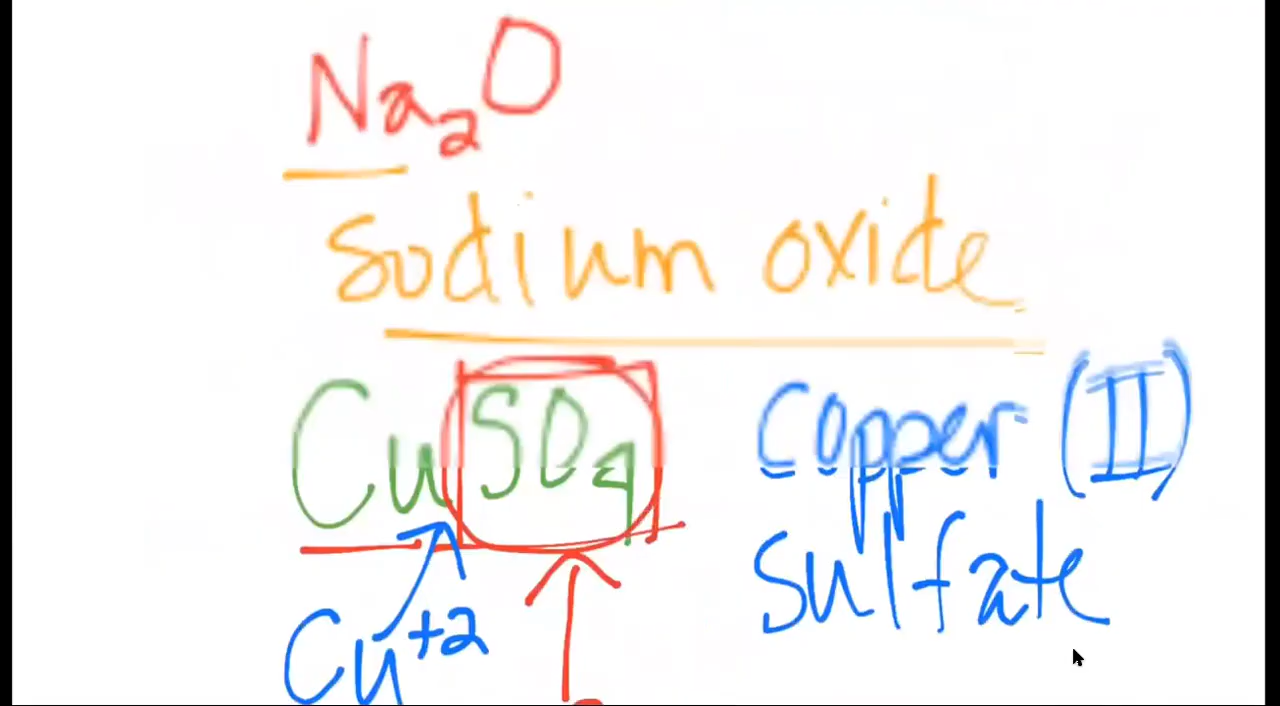 Na₂O
Sodium oxide
CuSO₄ Copper (II)
sulfate
Cu⁺²